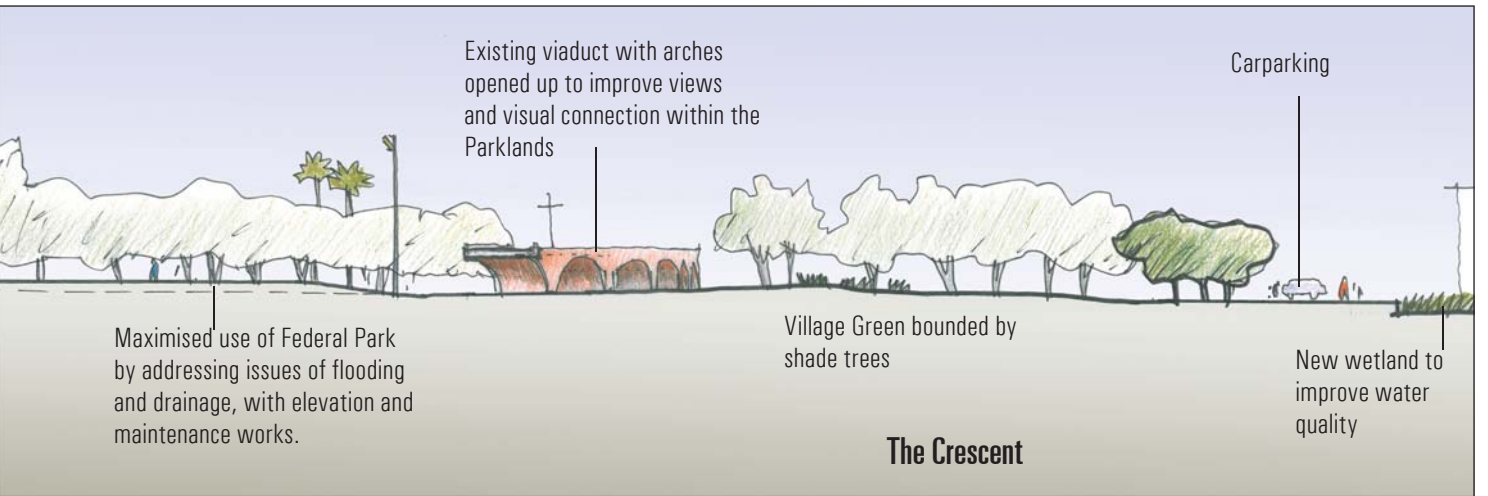 Existing viaduct with arches
opened up to improve views
and visual connection within the
Parklands
Carparking
Maximised use of Federal Park
by addressing issues of flooding
and drainage, with elevation and
maintenance works.
Village Green bounded by
shade trees
New wetland to
improve water
quality
The Crescent